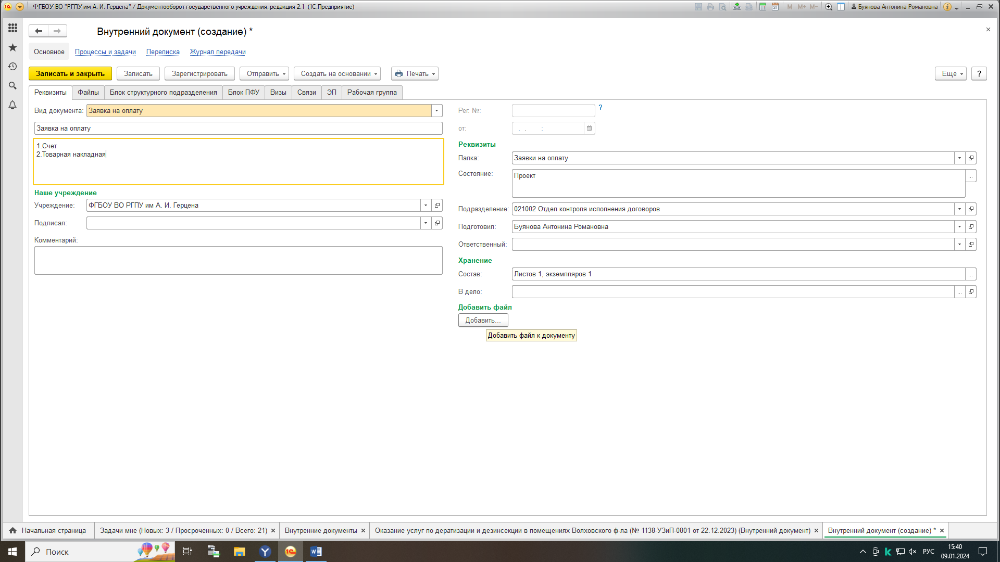 ФГБОУ ВО "РГПУ им А. И. Герцена" / Документооборот государственного учреждения, редакция 2.1 (1С:Предприятие)
M M+ M- Буянова Антонина Романовна
Внутренний документ (создание) *
Основное Процессы и задачи Переписка Журнал передачи
Записать и закрыть Записать Зарегистрировать Отправить Создать на основании Печать Еще ?
Реквизиты Файлы Блок структурного подразделения Блок ПФУ Визы Связи ЭП Рабочая группа
Вид документа: Заявка на оплату
Заявка на оплату
1.Счет
2.Товарная накладная
Наше учреждение
Учреждение: ФГБОУ ВО РГПУ им А. И. Герцена
Подписал:
Комментарий:
Рег. №: ?
от: . . :
Реквизиты
Папка: Заявки на оплату
Состояние: Проект ...
Подразделение: 021002 Отдел контроля исполнения договоров
Подготовил: Буянова Антонина Романовна
Ответственный:
Хранение
Состав: Листов 1, экземпляров 1 ...
В дело: ...
Добавить файл
Добавить...
Добавить файл к документу
Начальная страница Задачи мне (Новых: 3 / Просроченных: 0 / Всего: 21) Внутренние документы Оказание услуг по дератизации и дезинсекции в помещениях Волховского ф-ла (№ 1138-УЗиП-0801 от 22.12.2023) (Внутренний документ) Внутренний документ (создание) *
Поиск РУС 15:40
09.01.2024